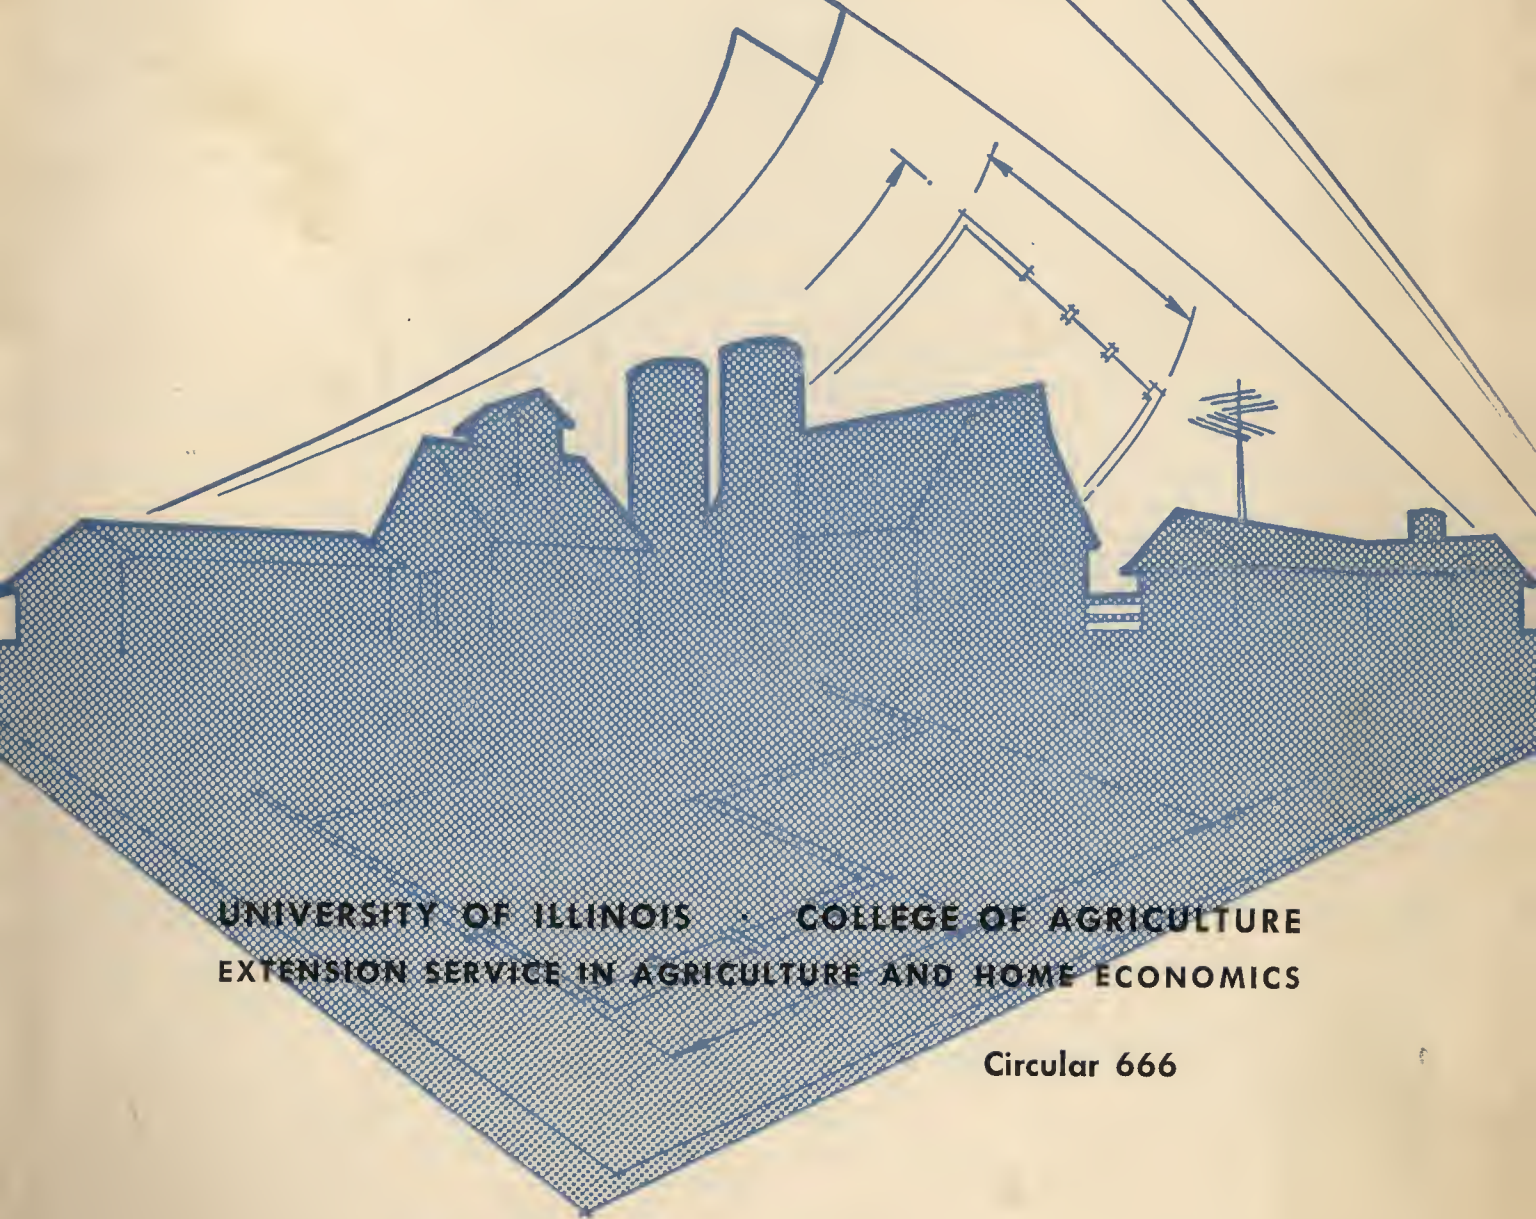 UNIVERSITY OF ILLINOIS · COLLEGE OF AGRICULTURE
EXTENSION SERVICE IN AGRICULTURE AND HOME ECONOMICS
Circular 666